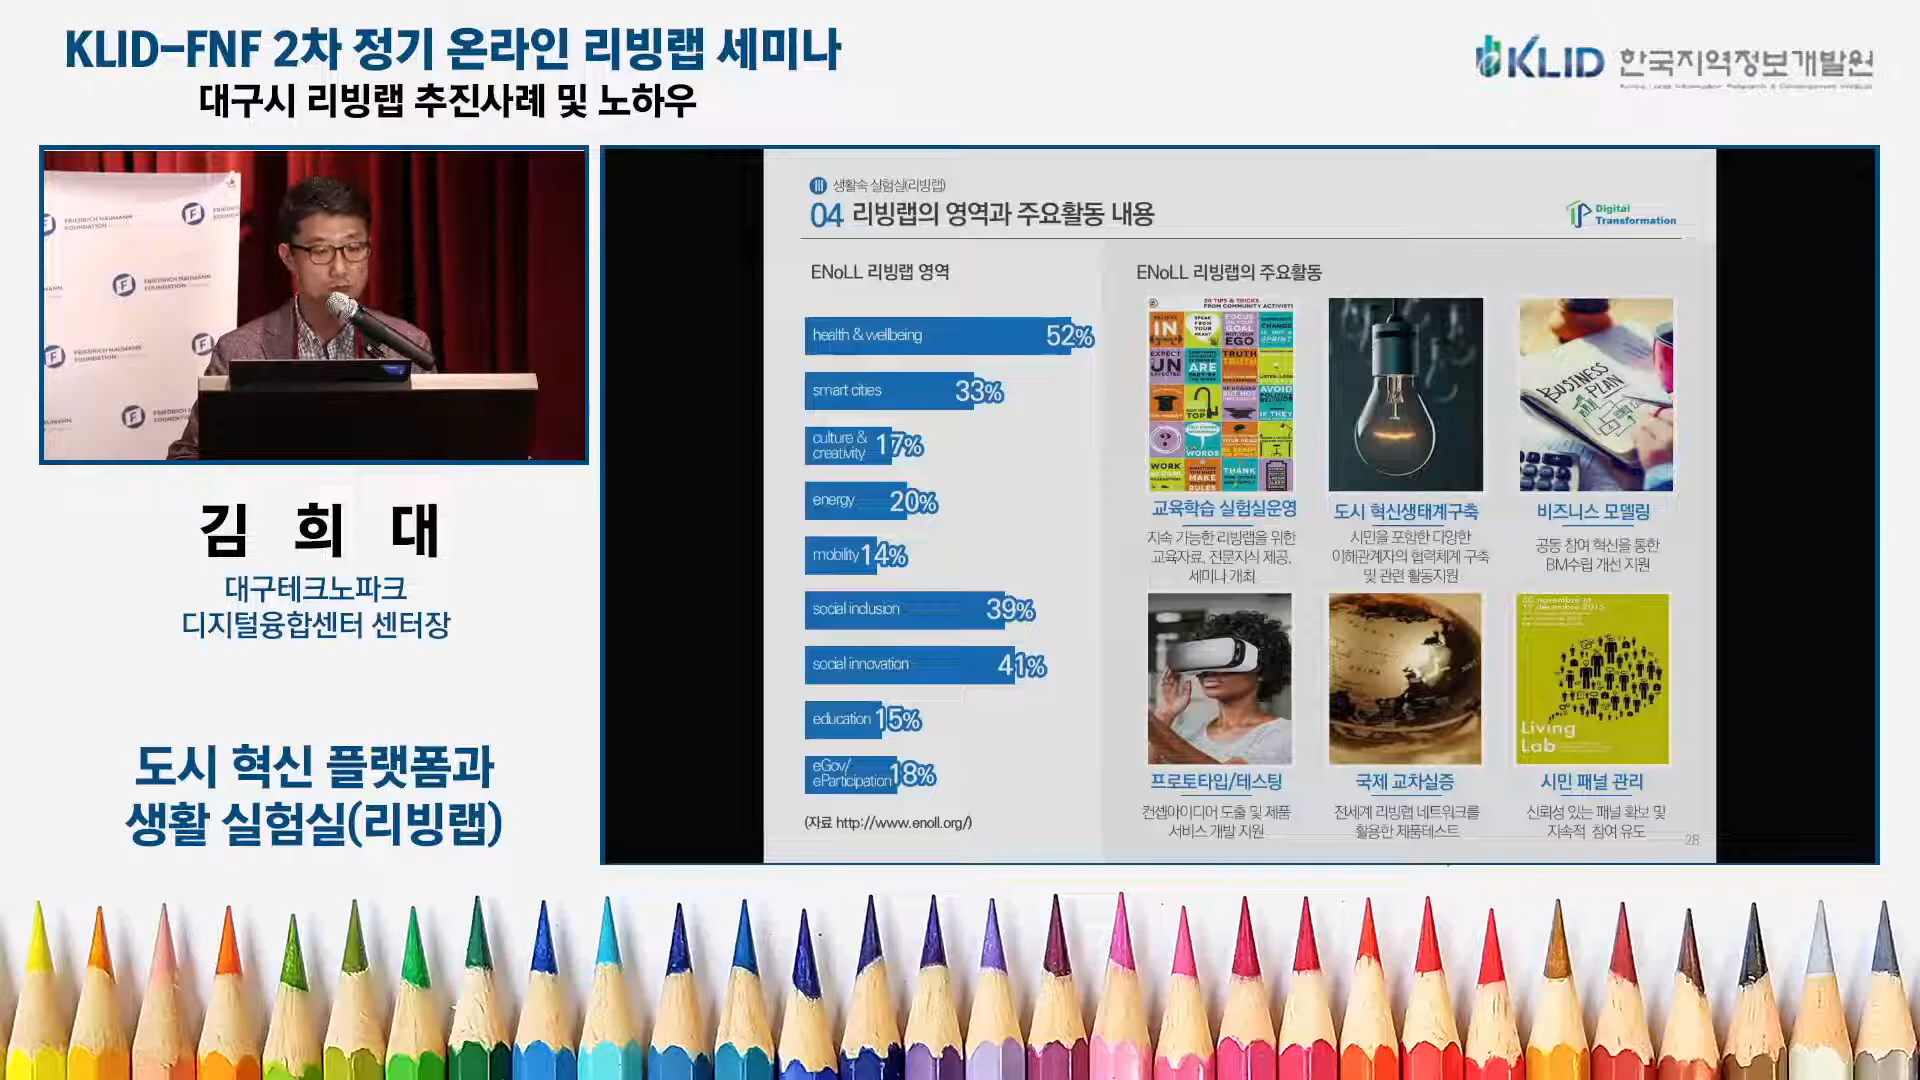 KLID-FNF 2차 정기 온라인 리빙랩 세미나
대구시 리빙랩 추진사례 및 노하우
KLID 한국지역정보개발원
FRIEDRICH NAUMANN
FOUNDATION
FRIEDRICH NAUMANN
FOUNDATION
FRIEDRICH NAUMANN
FOUNDATION
김 희 대
대구테크노파크
디지털융합센터 센터장
도시 혁신 플랫폼과
생활 실험실(리빙랩)
III 생활속 실험실(리빙랩)
04 리빙랩의 영역과 주요활동 내용
Digital
Transformation
ENoLL 리빙랩 영역
health & wellbeing 52%
smart cities 33%
culture &
creativity 17%
energy 20%
mobility 14%
social inclusion 39%
social innovation 41%
education 15%
eGov/
eParticipation 18%
(자료 http://www.enoll.org/)
ENoLL 리빙랩의 주요활동
30 TIPS & TRICKS
FROM COMMUNITY ACTIVISTS
BUSINESS
PLAN
교육학습 실험실운영
지속 가능한 리빙랩을 위한
교육자료, 전문지식 제공,
세미나 개최
도시 혁신생태계구축
시민을 포함한 다양한
이해관계자의 협력체계 구축
및 관련 활동지원
비즈니스 모델링
공동 참여 혁신을 통한
BM수립 개선 지원
Living
Lab
프로토타입/테스팅
컨셉아이디어 도출 및 제품
서비스 개발 지원
국제 교차실증
전세계 리빙랩 네트워크를
활용한 제품테스트
시민 패널 관리
신뢰성 있는 패널 확보 및
지속적 참여 유도
28